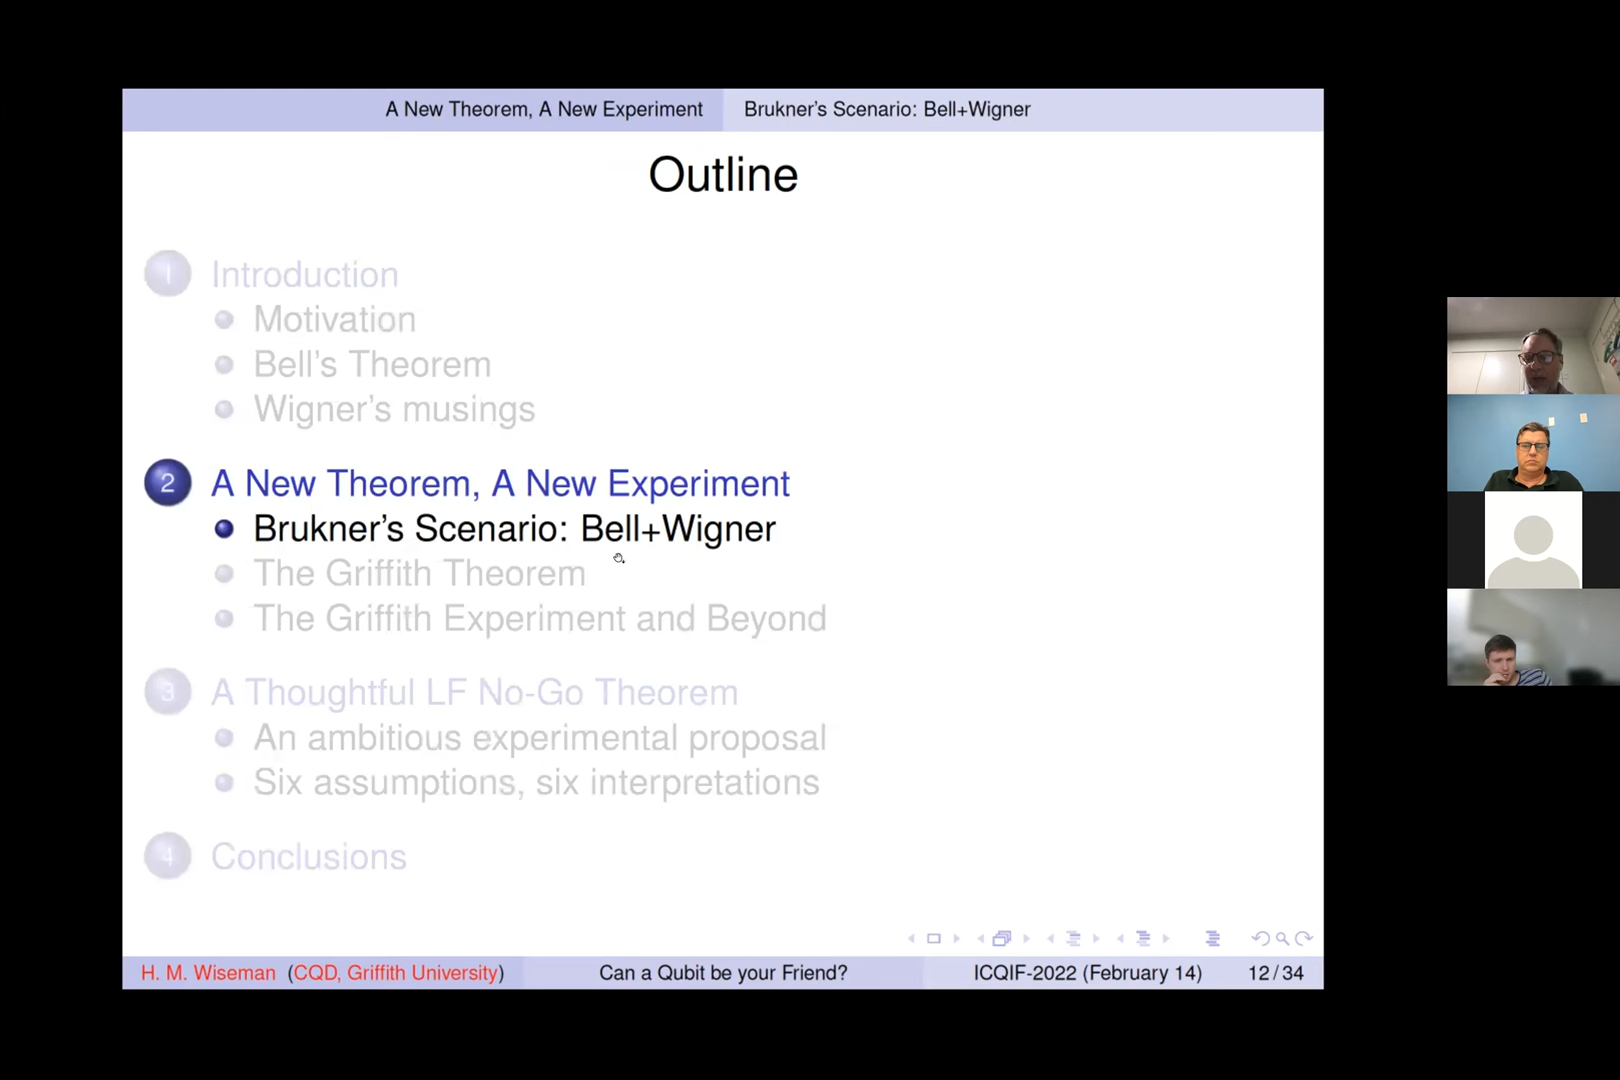 A New Theorem, A New Experiment Brukner's Scenario: Bell+Wigner
Outline
1 Introduction
Motivation
Bell's Theorem
Wigner's musings
2 A New Theorem, A New Experiment
Brukner's Scenario: Bell+Wigner
The Griffith Theorem
The Griffith Experiment and Beyond
3 A Thoughtful LF No-Go Theorem
An ambitious experimental proposal
Six assumptions, six interpretations
4 Conclusions
H. M. Wiseman (CQD, Griffith University) Can a Qubit be your Friend? ICQIF-2022 (February 14) 12 / 34